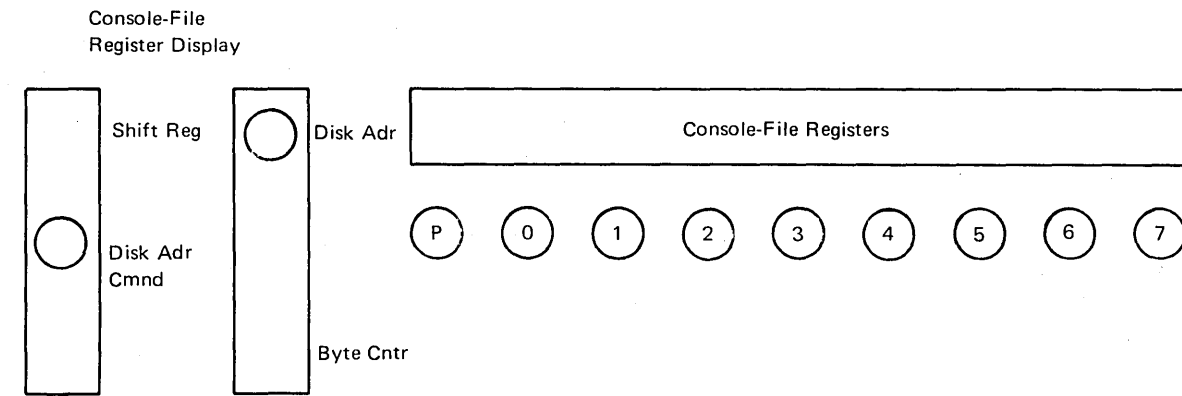 Console-File
Register Display
Shift Reg
Disk Adr
Cmnd
Disk Adr
Byte Cntr
Console-File Registers
P 0 1 2 3 4 5 6 7